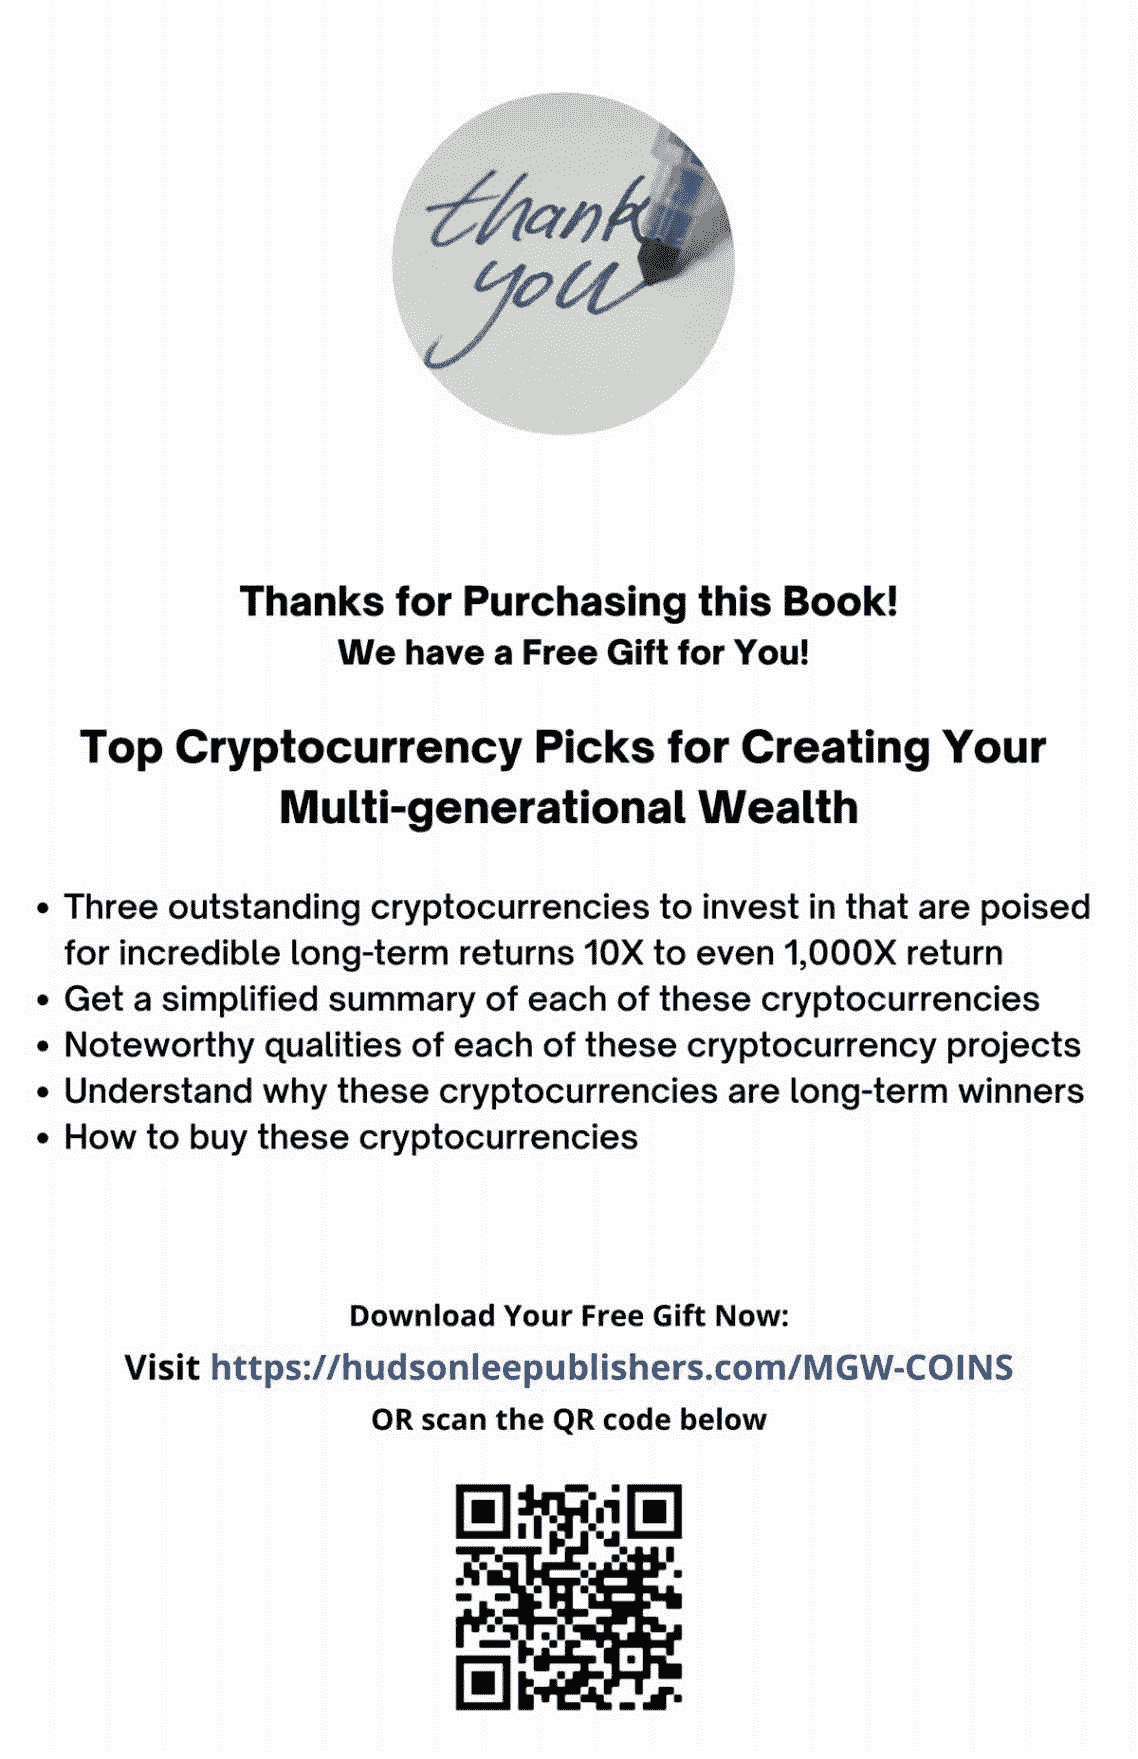 thank
you
Thanks for Purchasing this Book!
We have a Free Gift for You!
Top Cryptocurrency Picks for Creating Your
Multi-generational Wealth
• Three outstanding cryptocurrencies to invest in that are poised
for incredible long-term returns 10X to even 1,000X return
• Get a simplified summary of each of these cryptocurrencies
• Noteworthy qualities of each of these cryptocurrency projects
• Understand why these cryptocurrencies are long-term winners
• How to buy these cryptocurrencies
Download Your Free Gift Now:
Visit https://hudsonleepublishers.com/MGW-COINS
OR scan the QR code below